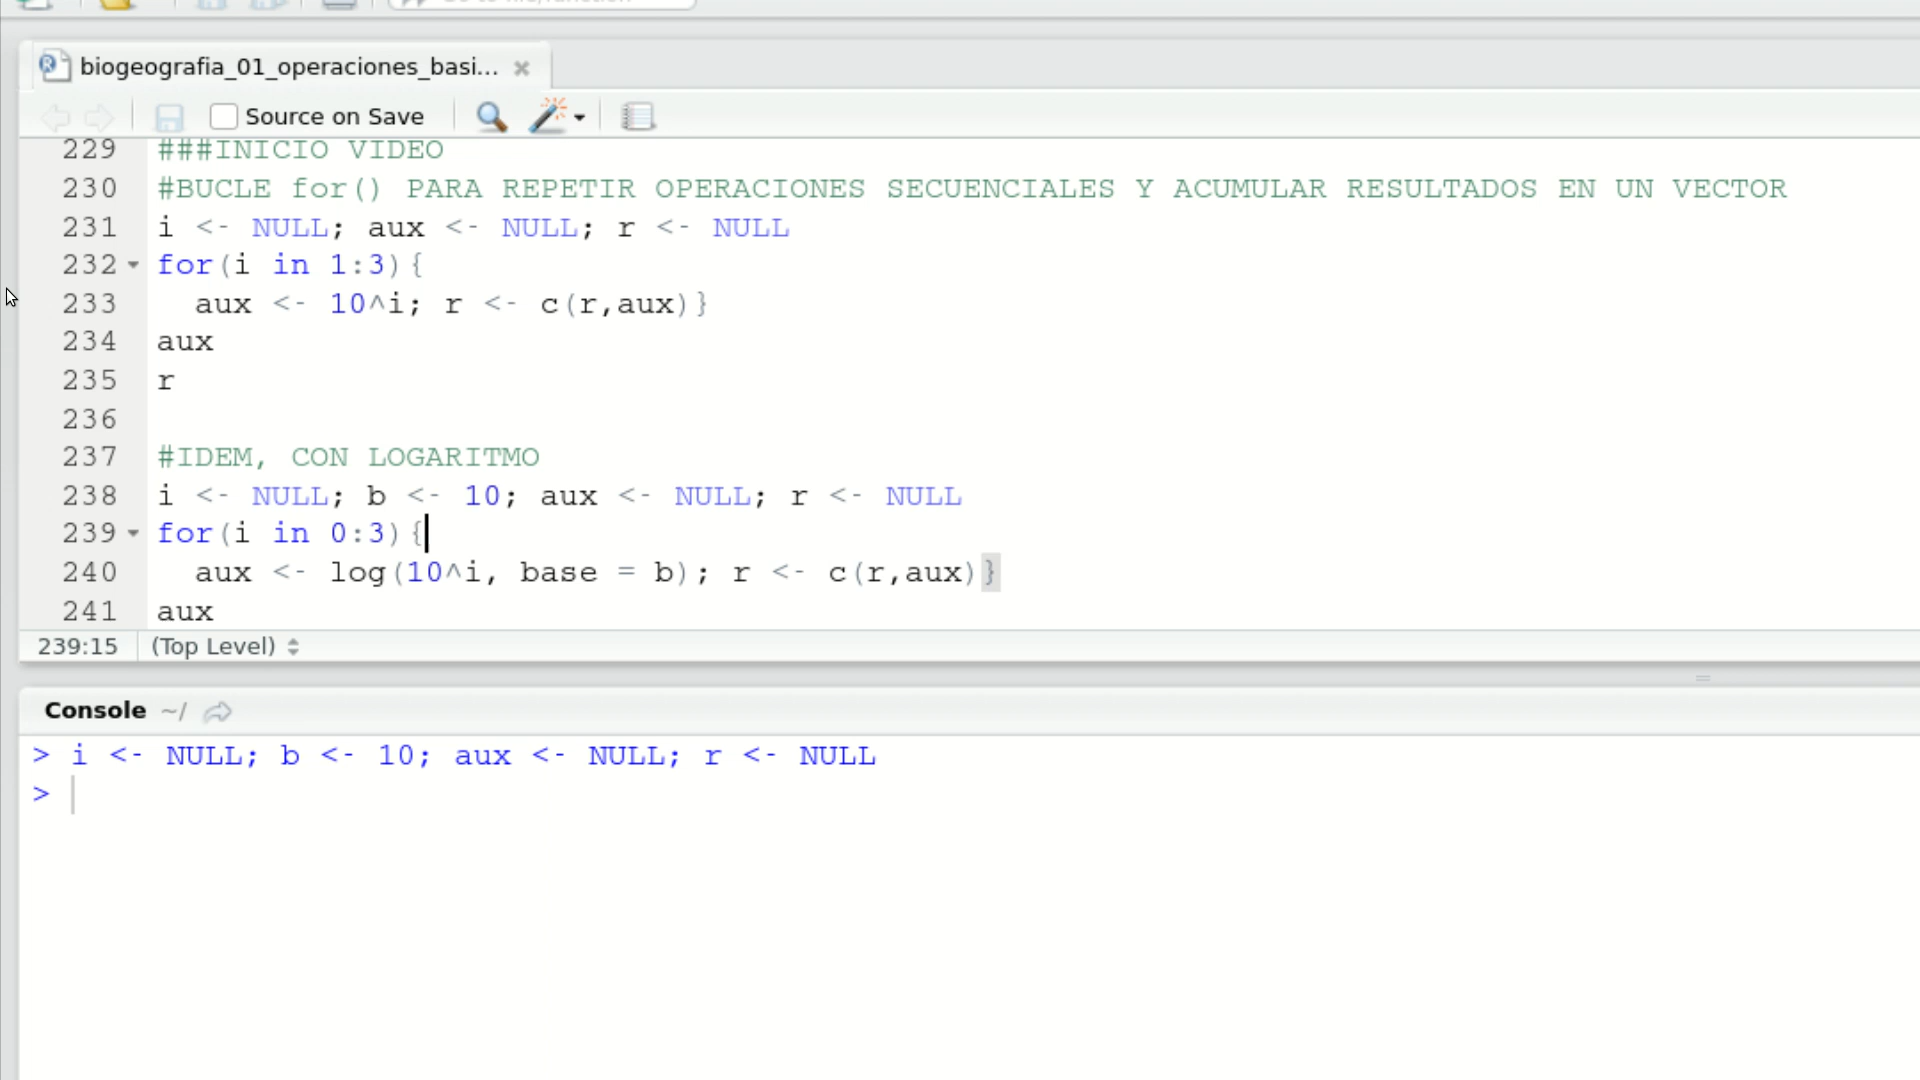 biogeografia_01_operaciones_basi...
Source on Save
229 ###INICIO VIDEO
230 #BUCLE for() PARA REPETIR OPERACIONES SECUENCIALES Y ACUMULAR RESULTADOS EN UN VECTOR
231 i <- NULL; aux <- NULL; r <- NULL
232 for(i in 1:3){
233   aux <- 10^i; r <- c(r,aux)}
234 aux
235 r
236
237 #IDEM, CON LOGARITMO
238 i <- NULL; b <- 10; aux <- NULL; r <- NULL
239 for(i in 0:3){
240   aux <- log(10^i, base = b); r <- c(r,aux)}
241 aux
239:15 (Top Level)
Console ~/
> i <- NULL; b <- 10; aux <- NULL; r <- NULL
>